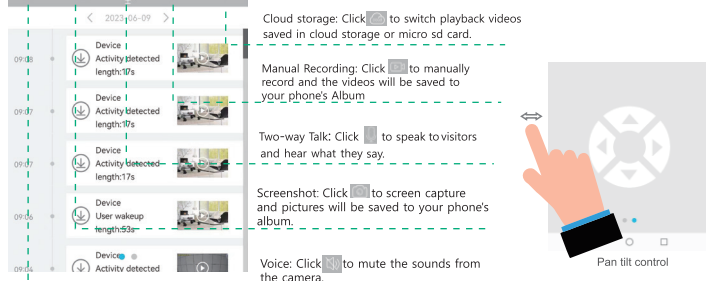 2023-06-09
09:08
Device
Activity detected
length:17s
09:07
Device
Activity detected
length:17s
09:07
Device
Activity detected
length:17s
09:06
Device
User wakeup
length:53s
09:04
Device
Activity detected
Cloud storage: Click to switch playback videos
saved in cloud storage or micro sd card.
Manual Recording: Click to manually
record and the videos will be saved to
your phone's Album
Two-way Talk: Click to speak to visitors
and hear what they say.
Screenshot: Click to screen capture
and pictures will be saved to your phone's
album.
Voice: Click to mute the sounds from
the camera.
Pan tilt control